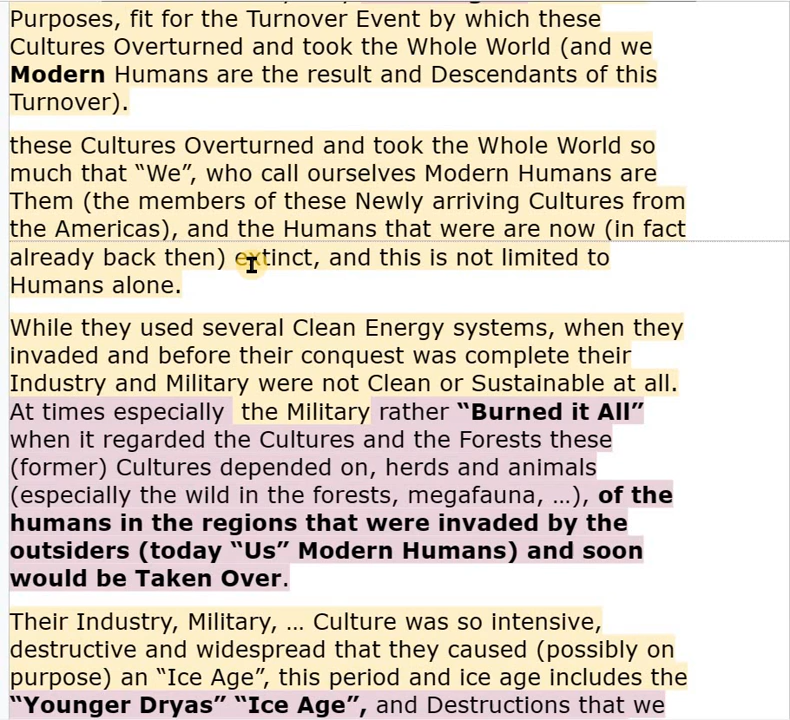 Purposes, fit for the Turnover Event by which these
Cultures Overturned and took the Whole World (and we
Modern Humans are the result and Descendants of this
Turnover).
these Cultures Overturned and took the Whole World so
much that “We”, who call ourselves Modern Humans are
Them (the members of these Newly arriving Cultures from
the Americas), and the Humans that were are now (in fact
already back then) extinct, and this is not limited to
Humans alone.
While they used several Clean Energy systems, when they
invaded and before their conquest was complete their
Industry and Military were not Clean or Sustainable at all.
At times especially the Military rather “Burned it All”
when it regarded the Cultures and the Forests these
(former) Cultures depended on, herds and animals
(especially the wild in the forests, megafauna, …), of the
humans in the regions that were invaded by the
outsiders (today “Us” Modern Humans) and soon
would be Taken Over.
Their Industry, Military, … Culture was so intensive,
destructive and widespread that they caused (possibly on
purpose) an “Ice Age”, this period and ice age includes the
“Younger Dryas” “Ice Age”, and Destructions that we